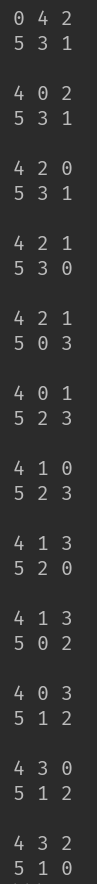 0 4 2
5 3 1

4 0 2
5 3 1

4 2 0
5 3 1

4 2 1
5 3 0

4 2 1
5 0 3

4 0 1
5 2 3

4 1 0
5 2 3

4 1 3
5 2 0

4 1 3
5 0 2

4 0 3
5 1 2

4 3 0
5 1 2

4 3 2
5 1 0